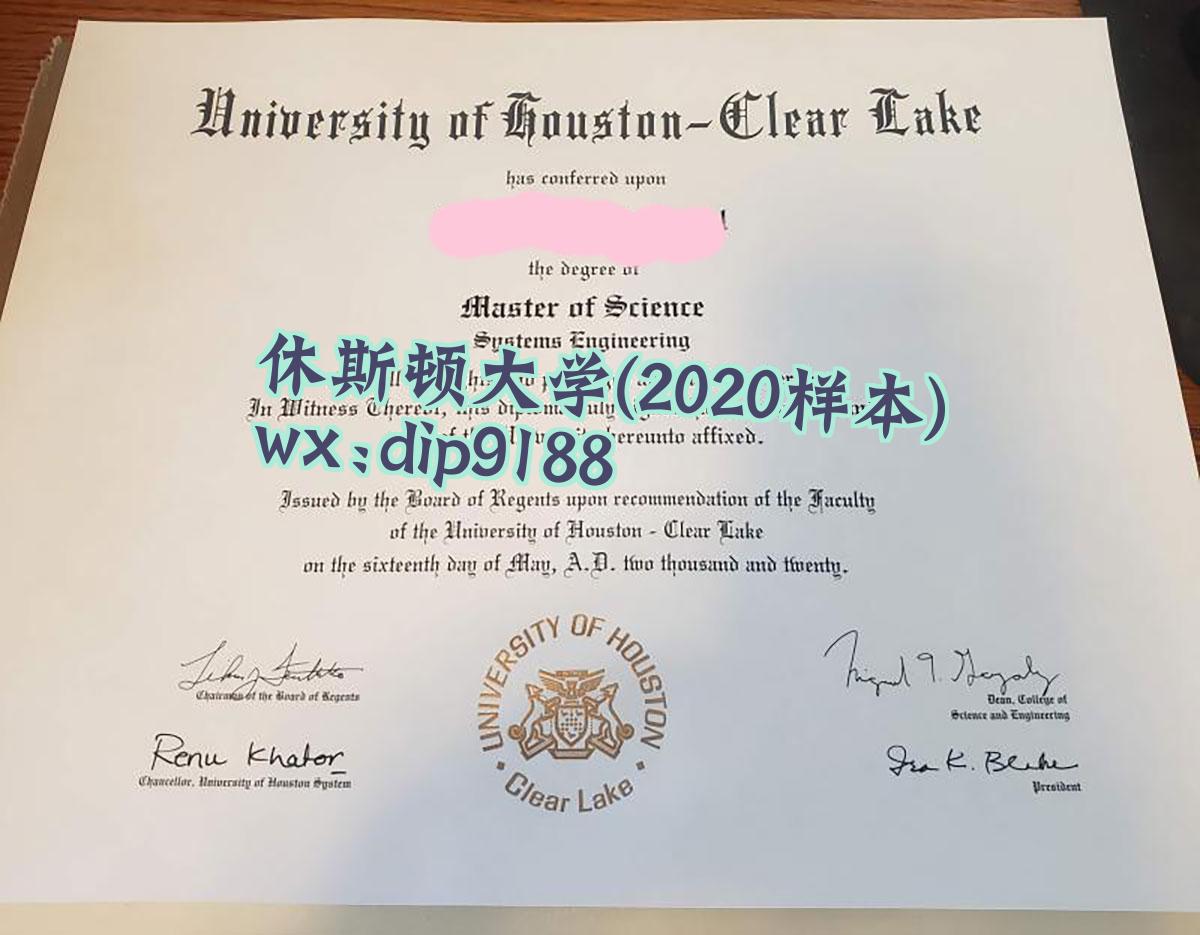 University of Houston-Clear Lake
has conferred upon
the degree of
Master of Science
Systems Engineering
休斯顿大学(2020样本)
In Witness Thereof, this
wx:dip9188
hereunto affixed.
Issued by the Board of Regents upon recommendation of the Faculty
of the University of Houston - Clear Lake
on the sixteenth day of May, A.D. two thousand and twenty.
Chairman of the Board of Regents
Renu Khator
Chancellor, University of Houston System
UNIVERSITY OF HOUSTON
• Clear Lake •
Dean, College of
Science and Engineering
Ira K. Blake
President